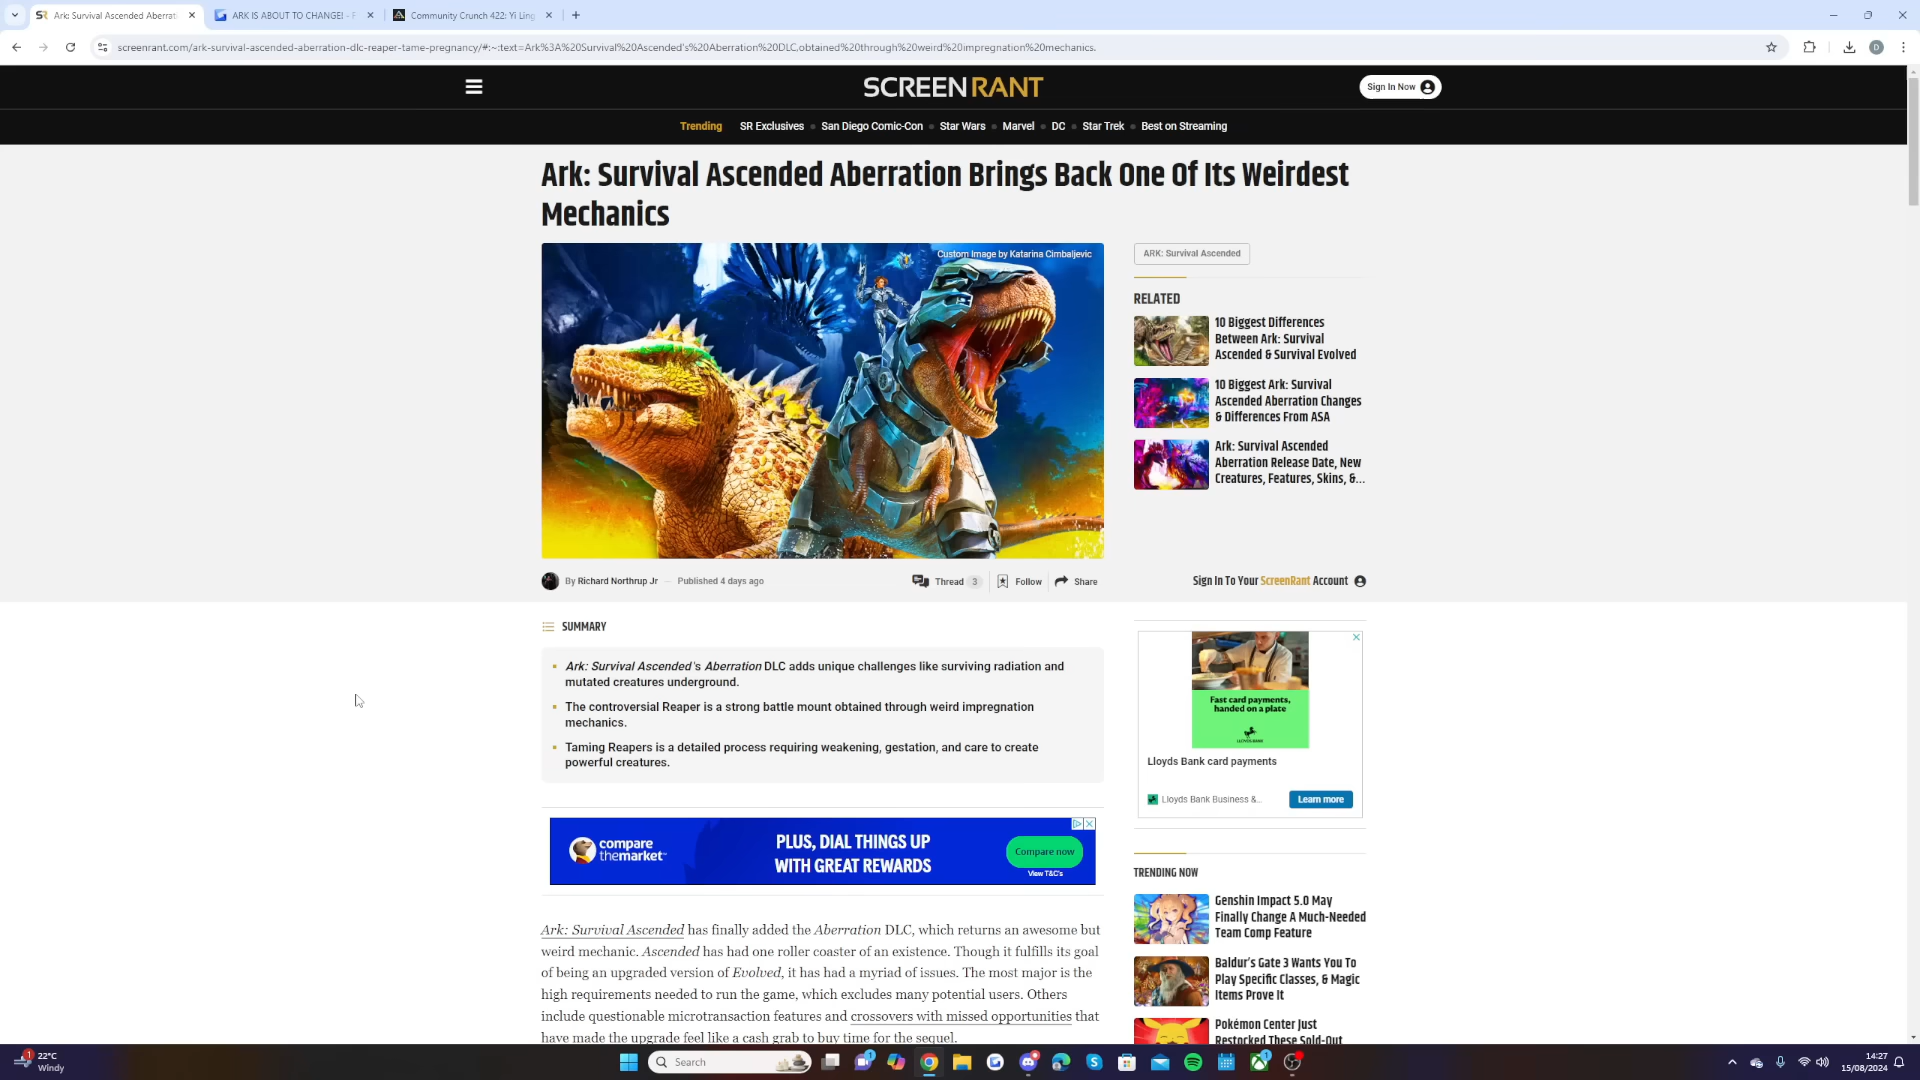 Ark: Survival Ascended Aberrati
ARK IS ABOUT TO CHANGE! - F
Community Crunch 422: Yi Ling
screenrant.com/ark-survival-ascended-aberration-dlc-reaper-tame-pregnancy/#:~:text=Ark%3A%20Survival%20Ascended's%20Aberration%20DLC,obtained%20through%20weird%20impregnation%20mechanics.
D
SCREENRANT
Sign In Now
Trending
SR Exclusives
San Diego Comic-Con
Star Wars
Marvel
DC
Star Trek
Best on Streaming
Ark: Survival Ascended Aberration Brings Back One Of Its Weirdest
Mechanics
Custom Image by Katarina Cimbaljevic
ARK: Survival Ascended
RELATED
10 Biggest Differences
Between Ark: Survival
Ascended & Survival Evolved
10 Biggest Ark: Survival
Ascended Aberration Changes
& Differences From ASA
Ark: Survival Ascended
Aberration Release Date, New
Creatures, Features, Skins, &...
By Richard Northrup Jr
Published 4 days ago
Thread 3
Follow
Share
Sign In To Your ScreenRant Account
SUMMARY
Ark: Survival Ascended's Aberration DLC adds unique challenges like surviving radiation and
mutated creatures underground.
The controversial Reaper is a strong battle mount obtained through weird impregnation
mechanics.
Taming Reapers is a detailed process requiring weakening, gestation, and care to create
powerful creatures.
Fast card payments,
handed on a plate
LLOYDS BANK
Lloyds Bank card payments
Lloyds Bank Business &...
Learn more
compare
themarket
PLUS, DIAL THINGS UP
WITH GREAT REWARDS
Compare now
View T&C's
TRENDING NOW
Genshin Impact 5.0 May
Finally Change A Much-Needed
Team Comp Feature
Baldur's Gate 3 Wants You To
Play Specific Classes, & Magic
Items Prove It
Pokémon Center Just
Restocked These Sold-Out
Ark: Survival Ascended has finally added the Aberration DLC, which returns an awesome but
weird mechanic. Ascended has had one roller coaster of an existence. Though it fulfills its goal
of being an upgraded version of Evolved, it has had a myriad of issues. The most major is the
high requirements needed to run the game, which excludes many potential users. Others
include questionable microtransaction features and crossovers with missed opportunities that
have made the upgrade feel like a cash grab to buy time for the sequel.
1
22°C
Windy
Search
1
1
14:27
15/08/2024